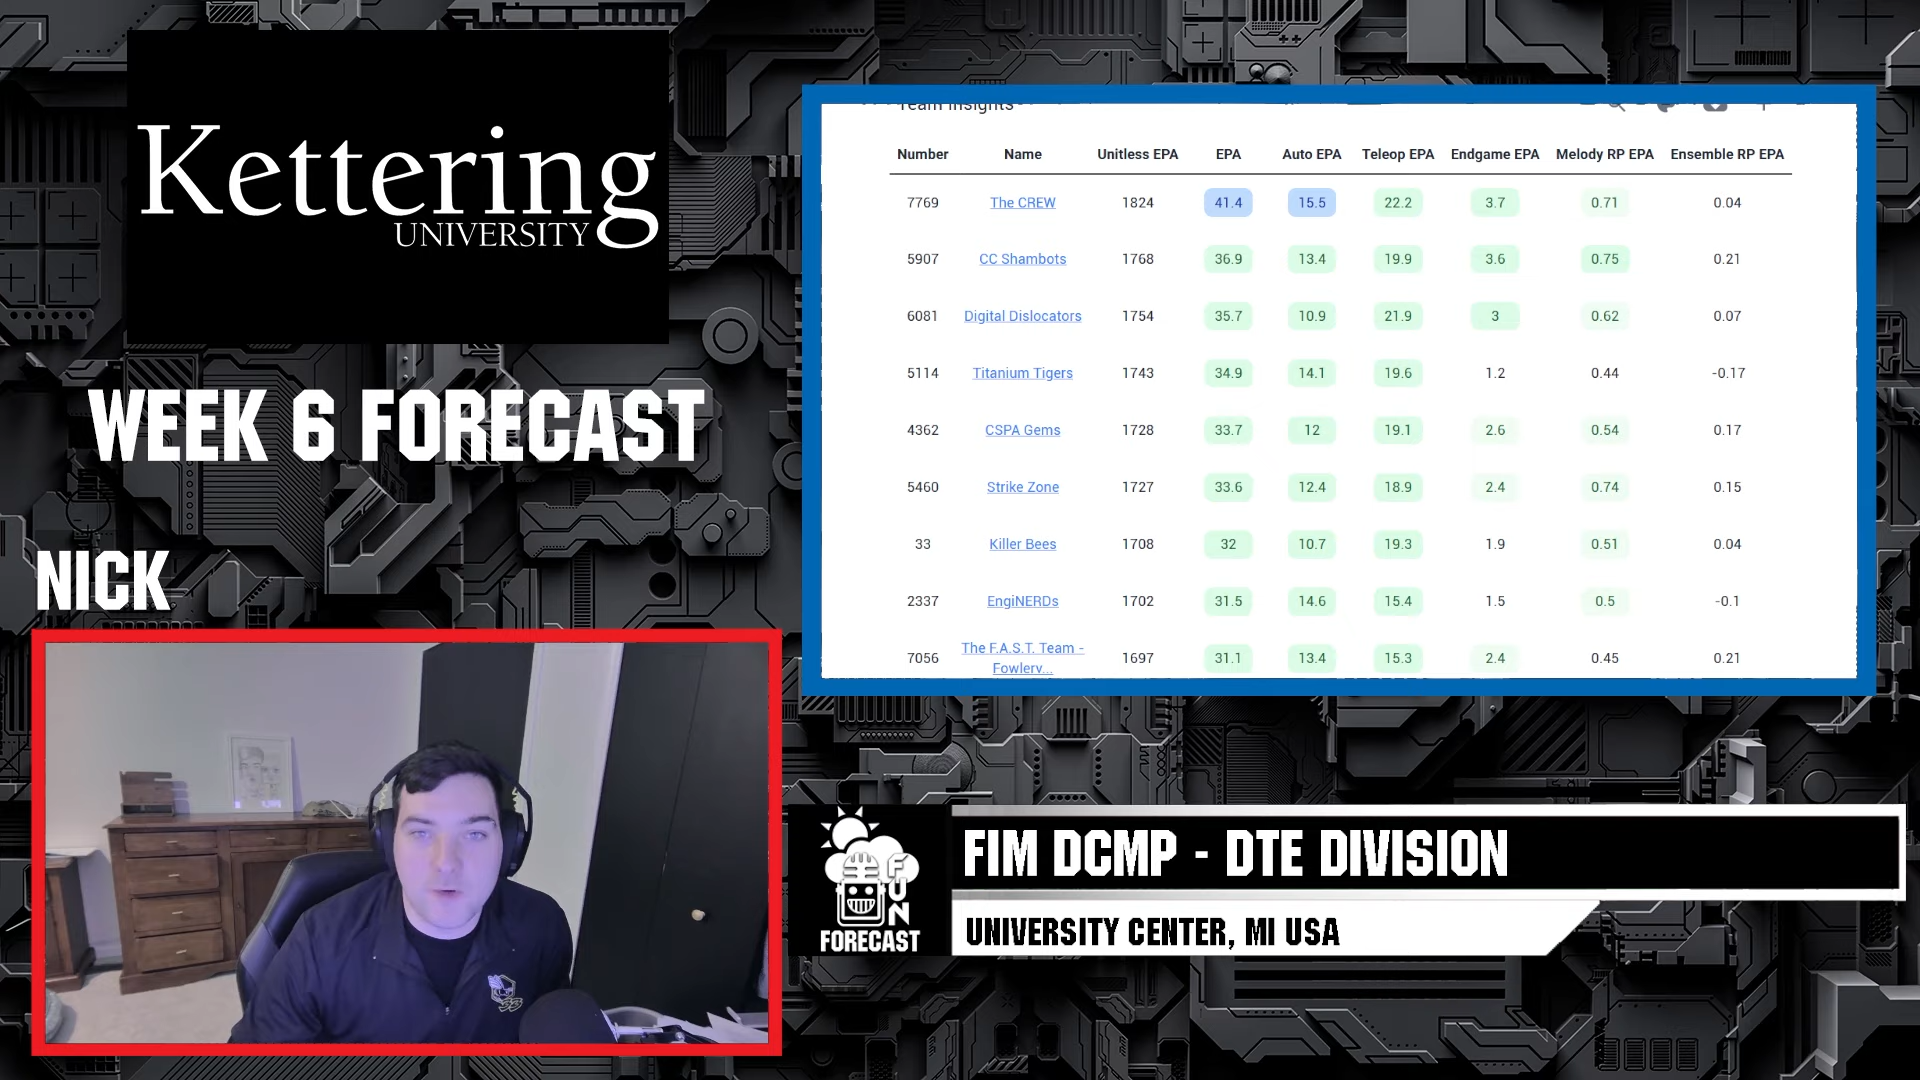 Kettering
UNIVERSITY
WEEK 6 FORECAST
NICK
33
Team Insights
Number Name Unitless EPA EPA Auto EPA Teleop EPA Endgame EPA Melody RP EPA Ensemble RP EPA
7769 The CREW 1824 41.4 15.5 22.2 3.7 0.71 0.04
5907 CC Shambots 1768 36.9 13.4 19.9 3.6 0.75 0.21
6081 Digital Dislocators 1754 35.7 10.9 21.9 3 0.62 0.07
5114 Titanium Tigers 1743 34.9 14.1 19.6 1.2 0.44 -0.17
4362 CSPA Gems 1728 33.7 12 19.1 2.6 0.54 0.17
5460 Strike Zone 1727 33.6 12.4 18.9 2.4 0.74 0.15
33 Killer Bees 1708 32 10.7 19.3 1.9 0.51 0.04
2337 EngiNERDs 1702 31.5 14.6 15.4 1.5 0.5 -0.1
7056 The F.A.S.T. Team - Fowlerv... 1697 31.1 13.4 15.3 2.4 0.45 0.21
FUN
FORECAST
FIM DCMP - DTE DIVISION
UNIVERSITY CENTER, MI USA